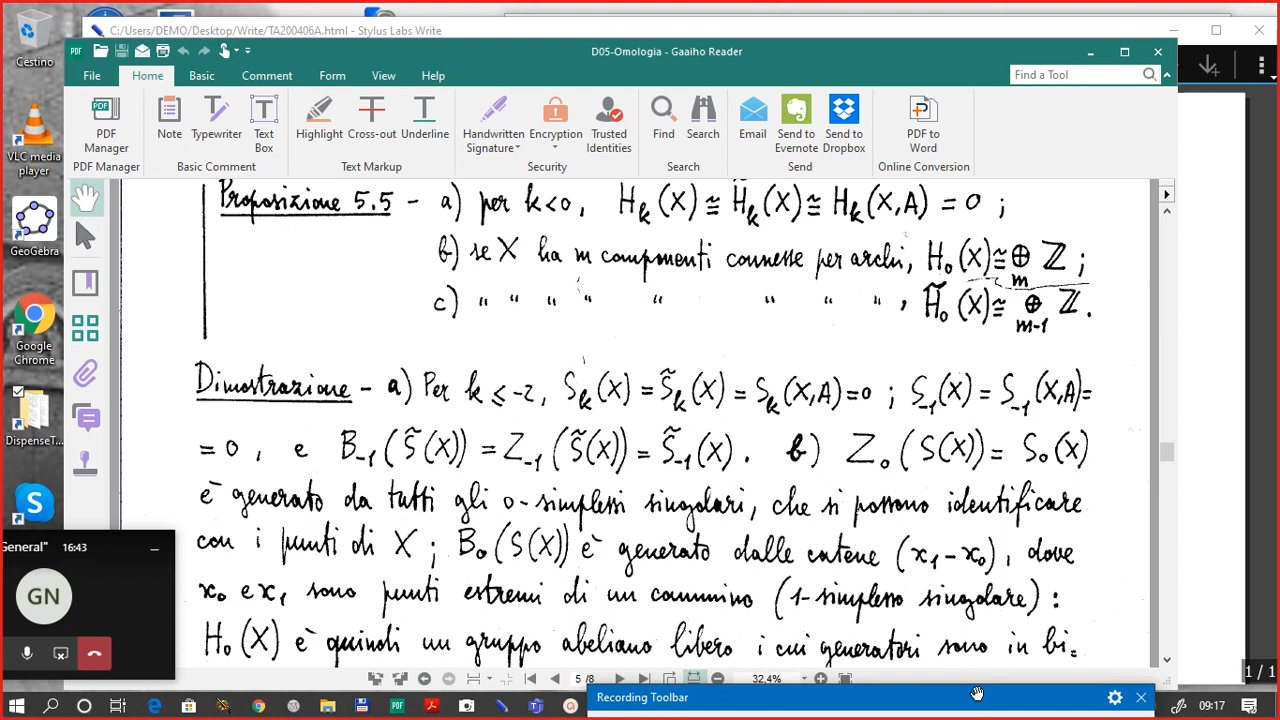 C:/Users/DEMO/Desktop/Write/TA200406A.html - Stylus Labs Write
D05-Omologia - Gaaiho Reader
File Home Basic Comment Form View Help Find a Tool
PDF Manager Note Typewriter Text Box Highlight Cross-out Underline Handwritten Signature Encryption Trusted Identities Find Search Email Send to Evernote Send to Dropbox PDF to Word
PDF Manager Basic Comment Text Markup Security Search Send Online Conversion
Cestino
VLC media player
GeoGebra
Google Chrome
DispenseT...
Skype
Proposizione 5.5 - a) per k<0, H_k(X) ≅ H̃_k(X) ≅ H_k(X,A) = 0 ;
b) se X ha m componenti connesse per archi, H_0(X) ≅ ⊕_m ℤ ;
c) " " " " " " " " , H̃_0(X) ≅ ⊕_{m-1} ℤ .
Dimostrazione - a) Per k ≤ -2, S_k(X) = S̃_k(X) = S_k(X,A) = 0 ; S_{-1}(X) = S_{-1}(X,A) =
= 0 , e B_{-1}(S̃(X)) = Z_{-1}(S̃(X)) = S̃_{-1}(X) . b) Z_0(S(X)) = S_0(X)
è generato da tutti gli 0-simplessi singolari, che si possono identificare
con i punti di X ; B_0(S(X)) è generato dalle catene (x_1 - x_0), dove
x_0 e x_1 sono punti estremi di un cammino (1-simplesso singolare) :
H_0(X) è quindi un gruppo abeliano libero i cui generatori sono in bi=
General" 16:43
GN
5 /8 32,4%
1 / 1
Recording Toolbar
09:17